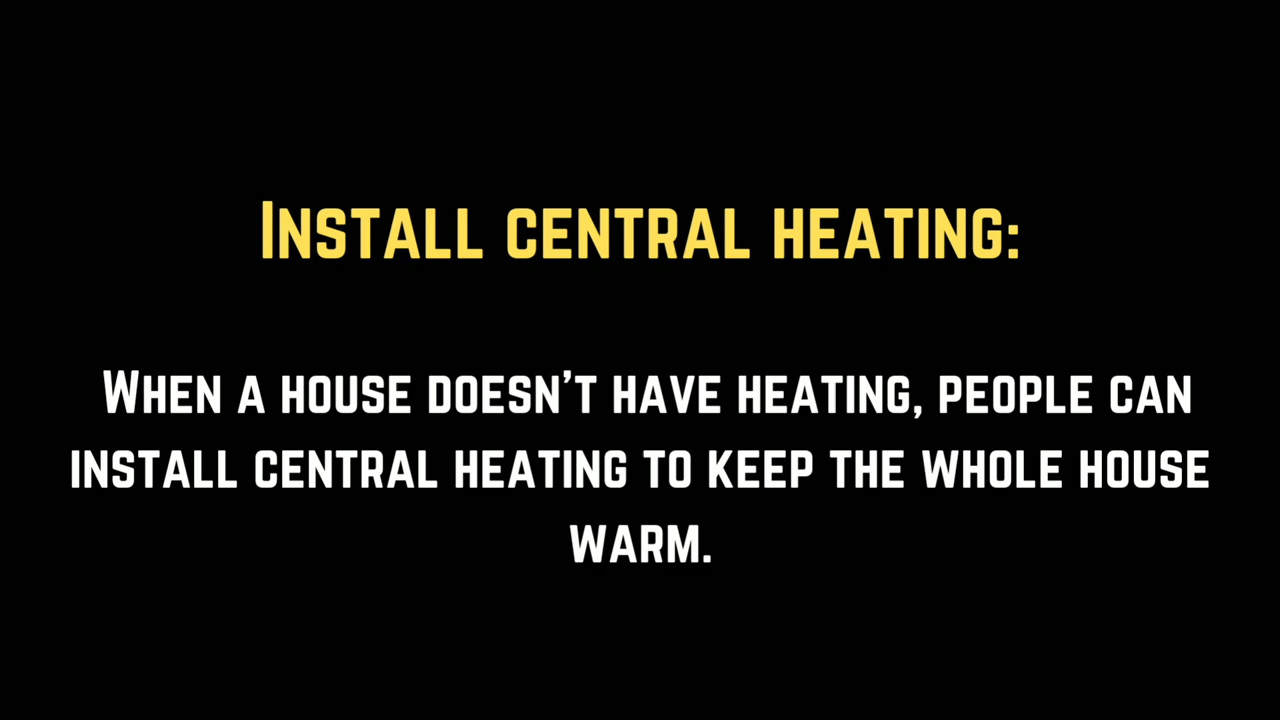 Install central heating:
When a house doesn't have heating, people can
install central heating to keep the whole house
warm.